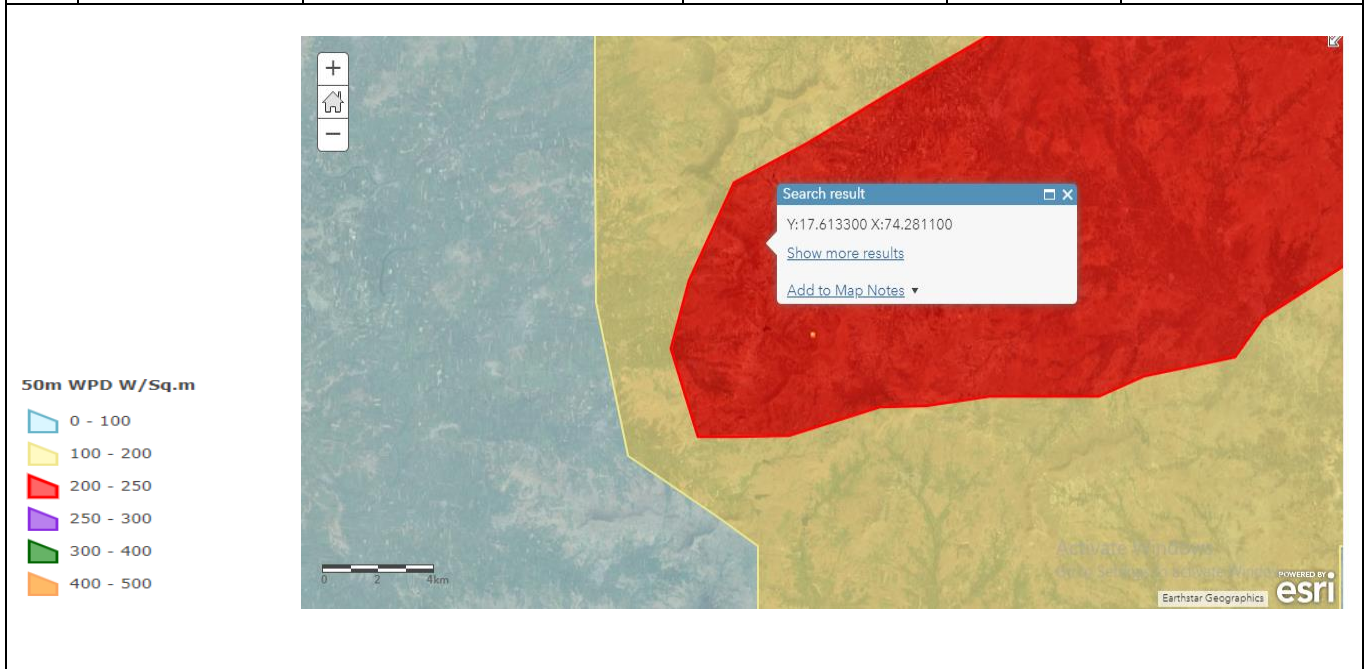 +
−
Search result
Y:17.613300 X:74.281100
Show more results
Add to Map Notes ▼
50m WPD W/Sq.m
0 - 100
100 - 200
200 - 250
250 - 300
300 - 400
400 - 500
0 2 4km
Activate Windows
POWERED BY
esri
Earthstar Geographics